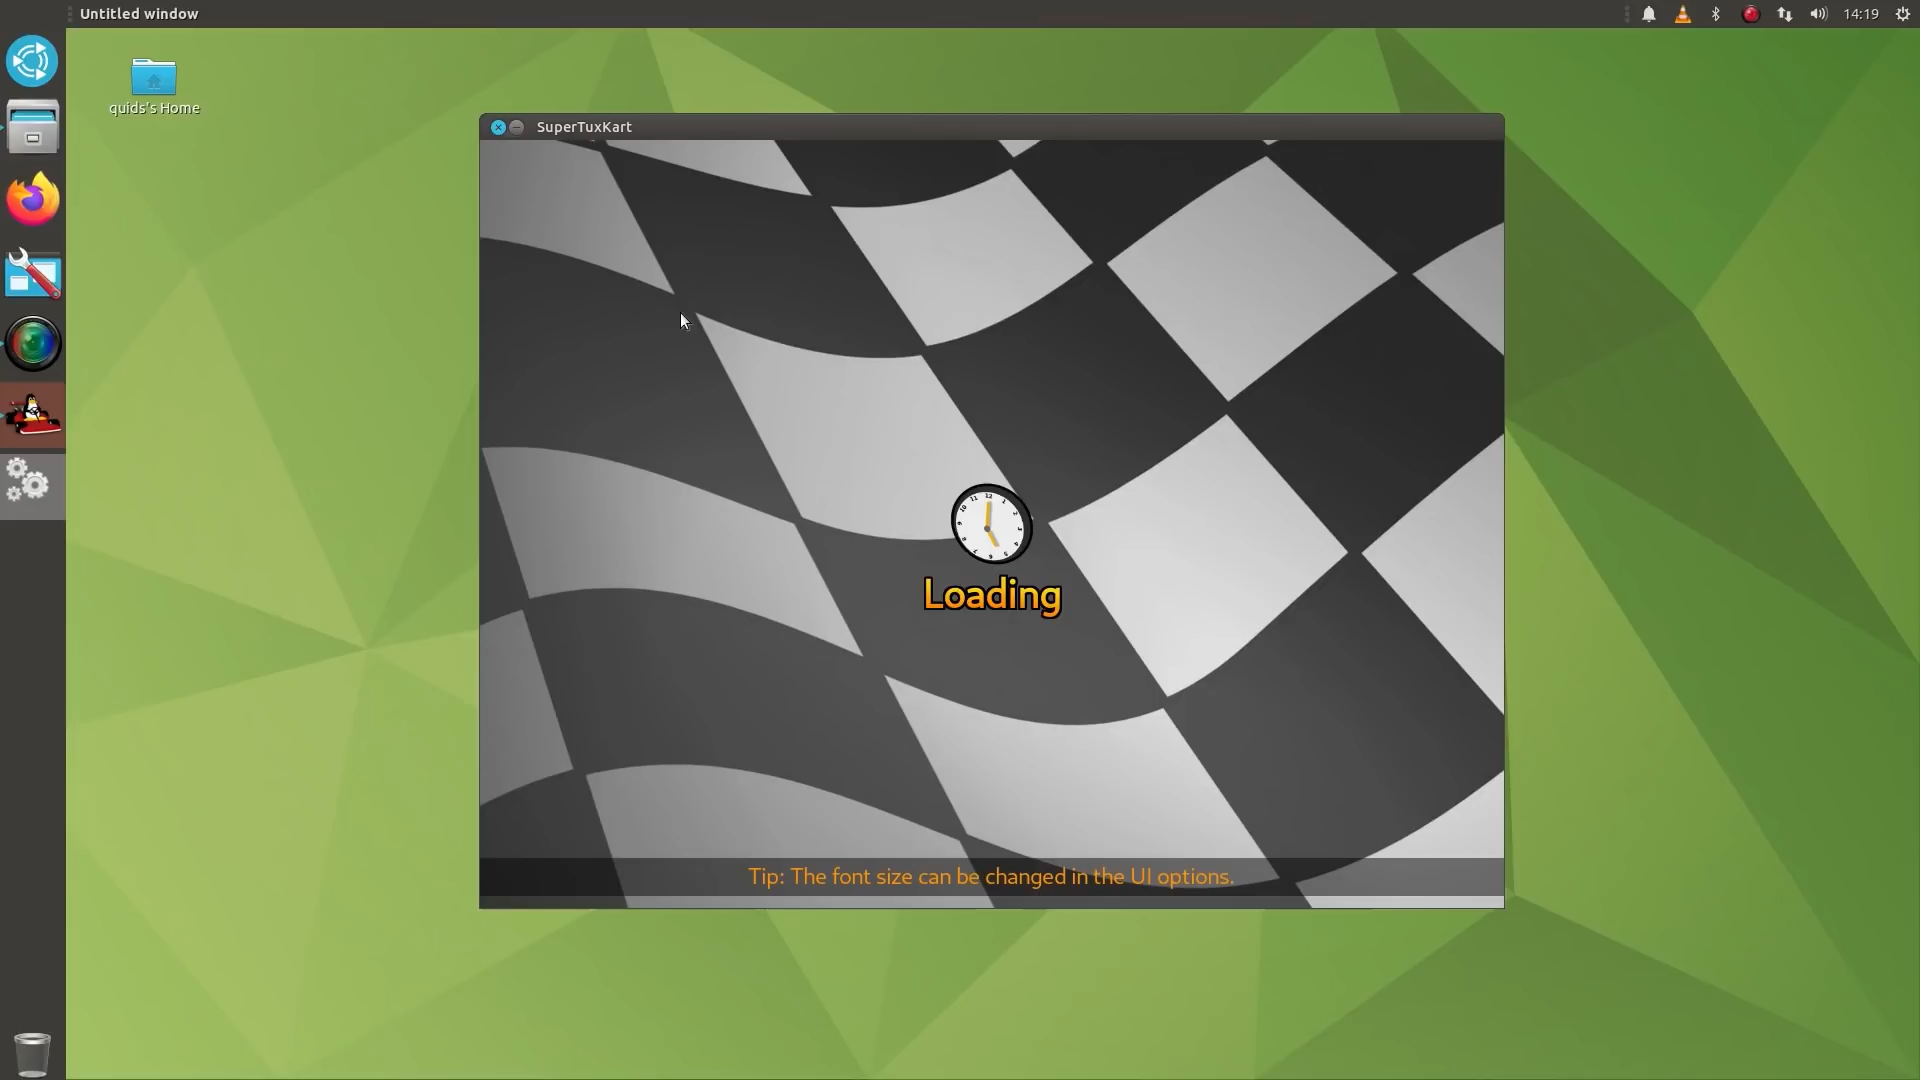 Untitled window
14:19
quids's Home
SuperTuxKart
12
Loading
Tip: The font size can be changed in the UI options.